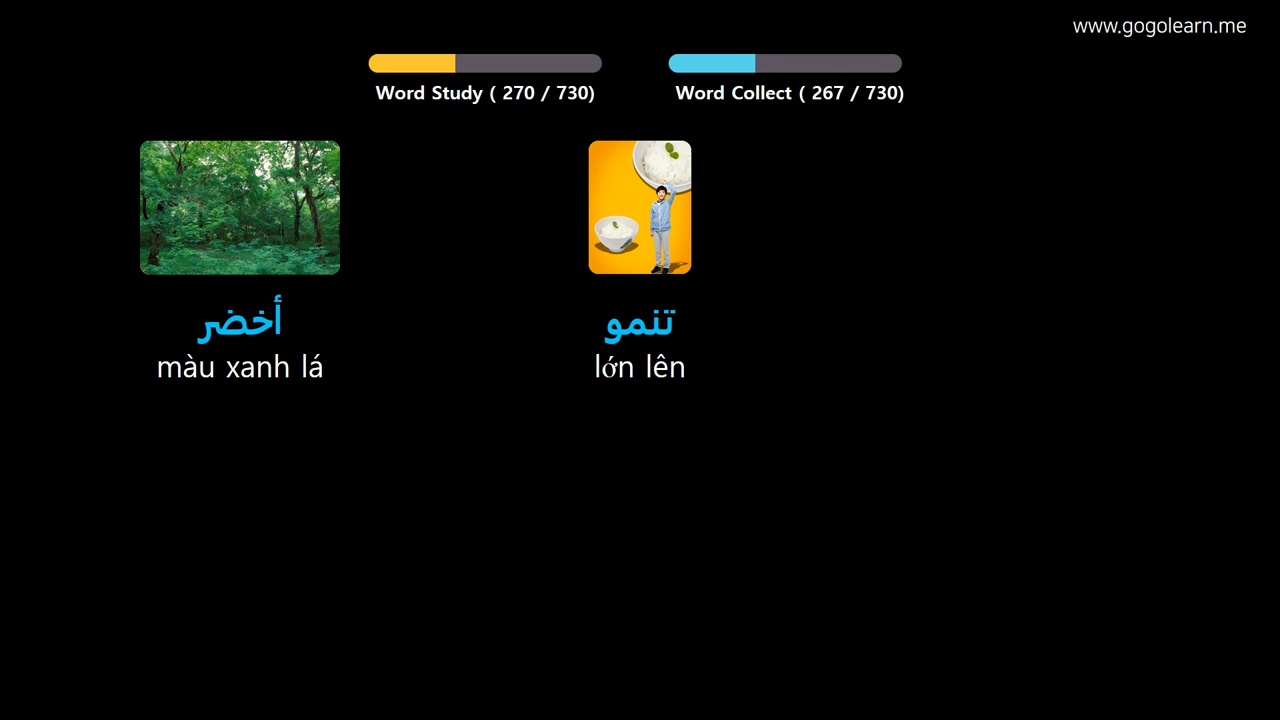 www.gogolearn.me
Word Study ( 270 / 730)
Word Collect ( 267 / 730)
أخضر
màu xanh lá
تنمو
lớn lên